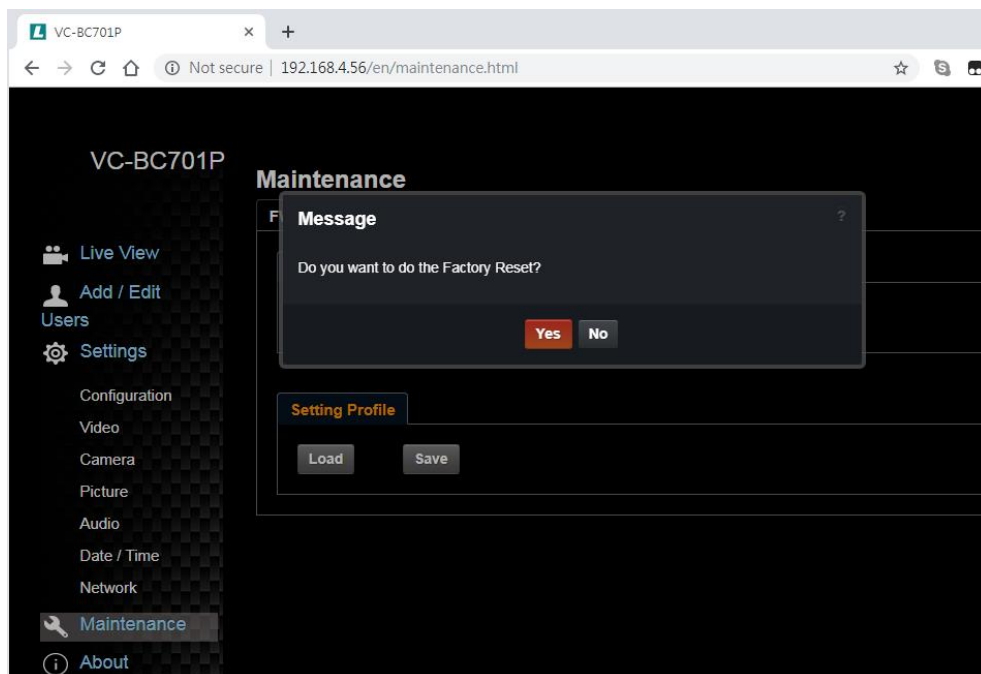 VC-BC701P
Not secure | 192.168.4.56/en/maintenance.html
VC-BC701P
Maintenance
Message
?
Do you want to do the Factory Reset?
Yes No
Live View
Add / Edit
Users
Settings
Configuration
Video
Camera
Picture
Audio
Date / Time
Network
Maintenance
About
Setting Profile
Load Save